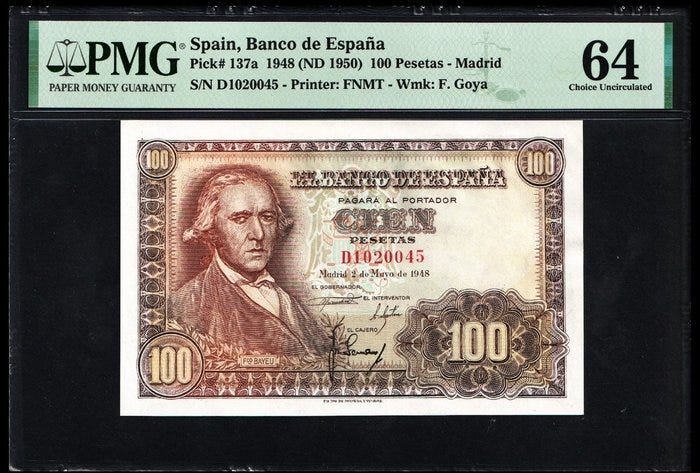 PMG®
PAPER MONEY GUARANTY
Spain, Banco de España
Pick# 137a 1948 (ND 1950) 100 Pesetas - Madrid
S/N D1020045 - Printer: FNMT - Wmk: F. Goya
64
Choice Uncirculated
100
100
EL BANCO DE ESPAÑA
PAGARÁ AL PORTADOR
CIEN
PESETAS
D1020045
Madrid 2 de Mayo de 1948
EL GOBERNADOR
EL INTERVENTOR
EL CAJERO
100
Fco BAYEU
100